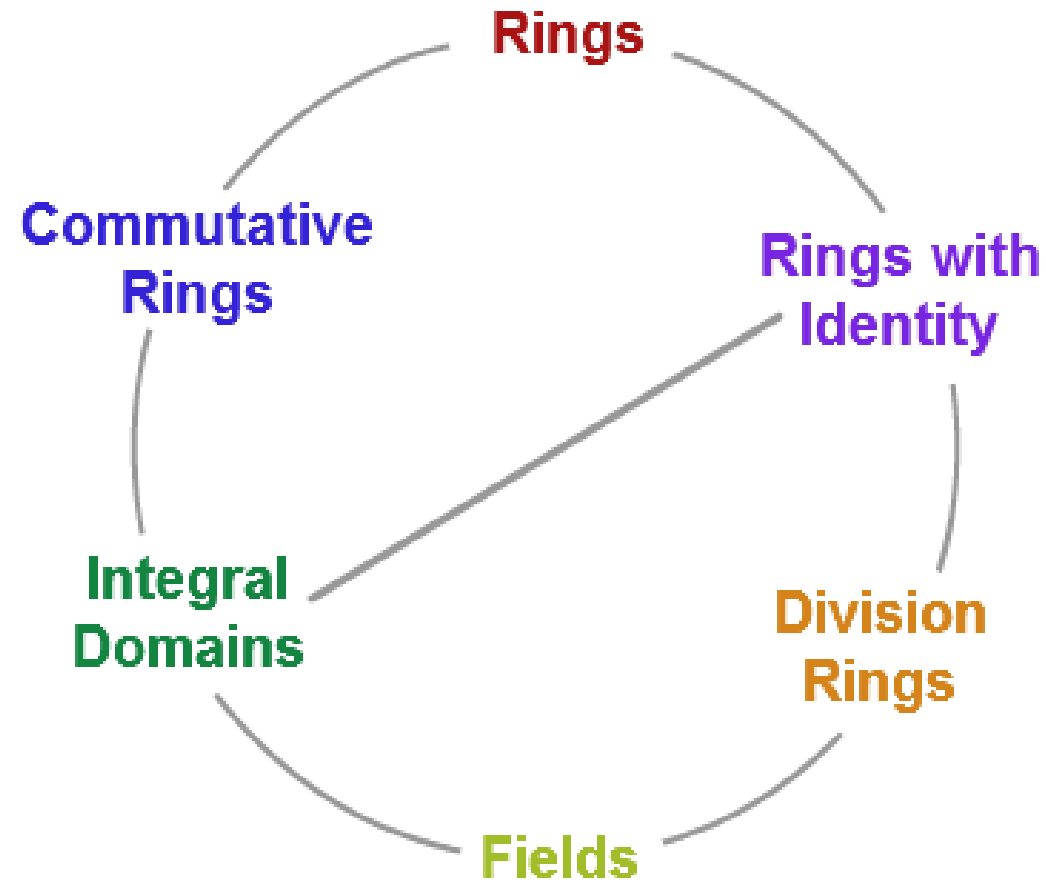 Rings
Commutative
Rings
Rings with
Identity
Integral
Domains
Division
Rings
Fields